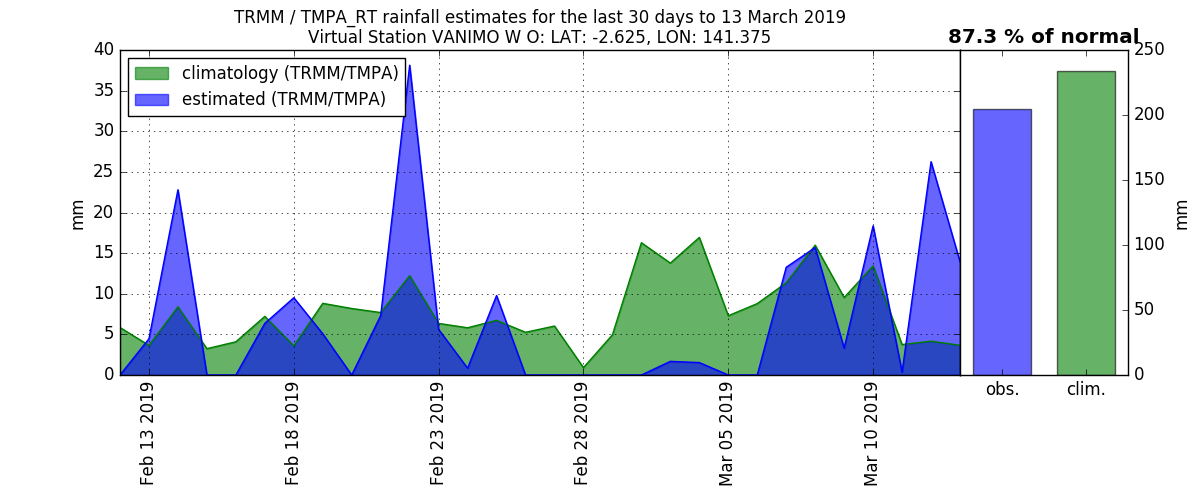 TRMM / TMPA_RT rainfall estimates for the last 30 days to 13 March 2019
Virtual Station VANIMO W O: LAT: -2.625, LON: 141.375
87.3 % of normal
climatology (TRMM/TMPA)
estimated (TRMM/TMPA)
mm
40
35
30
25
20
15
10
5
0
Feb 13 2019
Feb 18 2019
Feb 23 2019
Feb 28 2019
Mar 05 2019
Mar 10 2019
obs.
clim.
250
200
150
100
50
0
mm